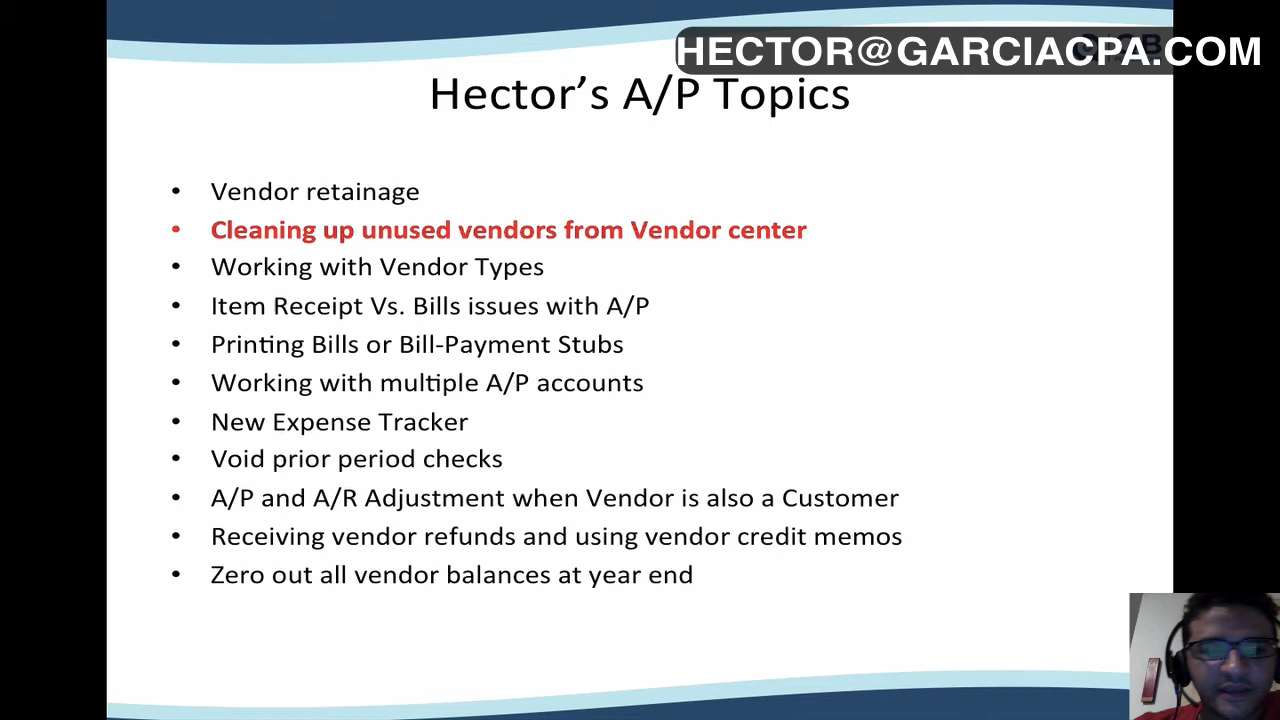 HECTOR@GARCIACPA.COM
Hector’s A/P Topics
• Vendor retainage
• Cleaning up unused vendors from Vendor center
• Working with Vendor Types
• Item Receipt Vs. Bills issues with A/P
• Printing Bills or Bill-Payment Stubs
• Working with multiple A/P accounts
• New Expense Tracker
• Void prior period checks
• A/P and A/R Adjustment when Vendor is also a Customer
• Receiving vendor refunds and using vendor credit memos
• Zero out all vendor balances at year end